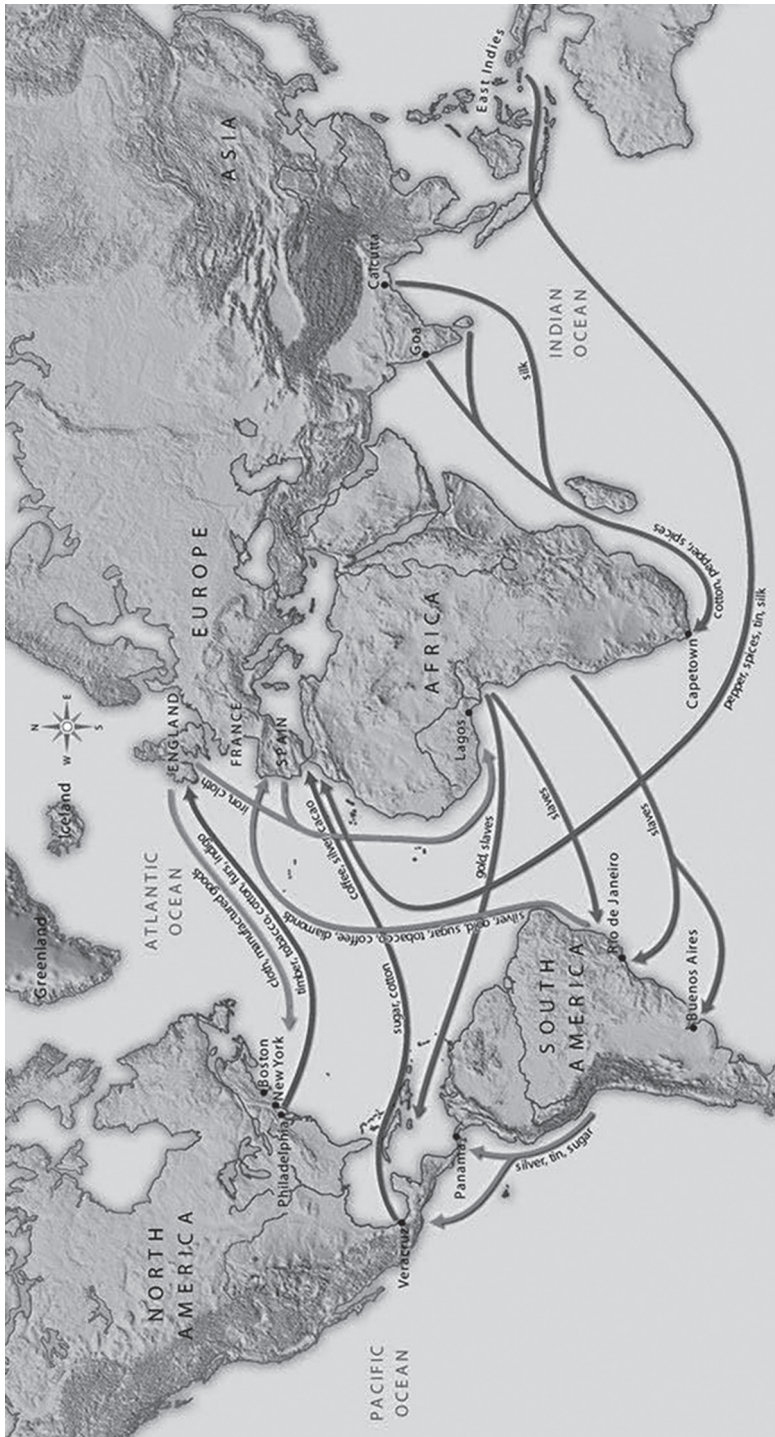 Greenland
Iceland
N
W
E
S
NORTH
AMERICA
ATLANTIC
OCEAN
ENGLAND
EUROPE
ASIA
FRANCE
SPAIN
Boston
New York
Philadelphia
cloth, manufactured goods
timber, tobacco, cotton, furs, indigo
iron, cloth
coffee, silver, cacao
silver, gold, sugar, tobacco, coffee, diamonds
sugar, cotton
PACIFIC
OCEAN
Veracruz
Panama
silver, tin, sugar
SOUTH
AMERICA
Rio de Janeiro
Buenos Aires
gold, slaves
slaves
slaves
AFRICA
Lagos
Capetown
cotton, pepper, spices
pepper, spices, tin, silk
Goa
Calcutta
silk
INDIAN
OCEAN
East Indies